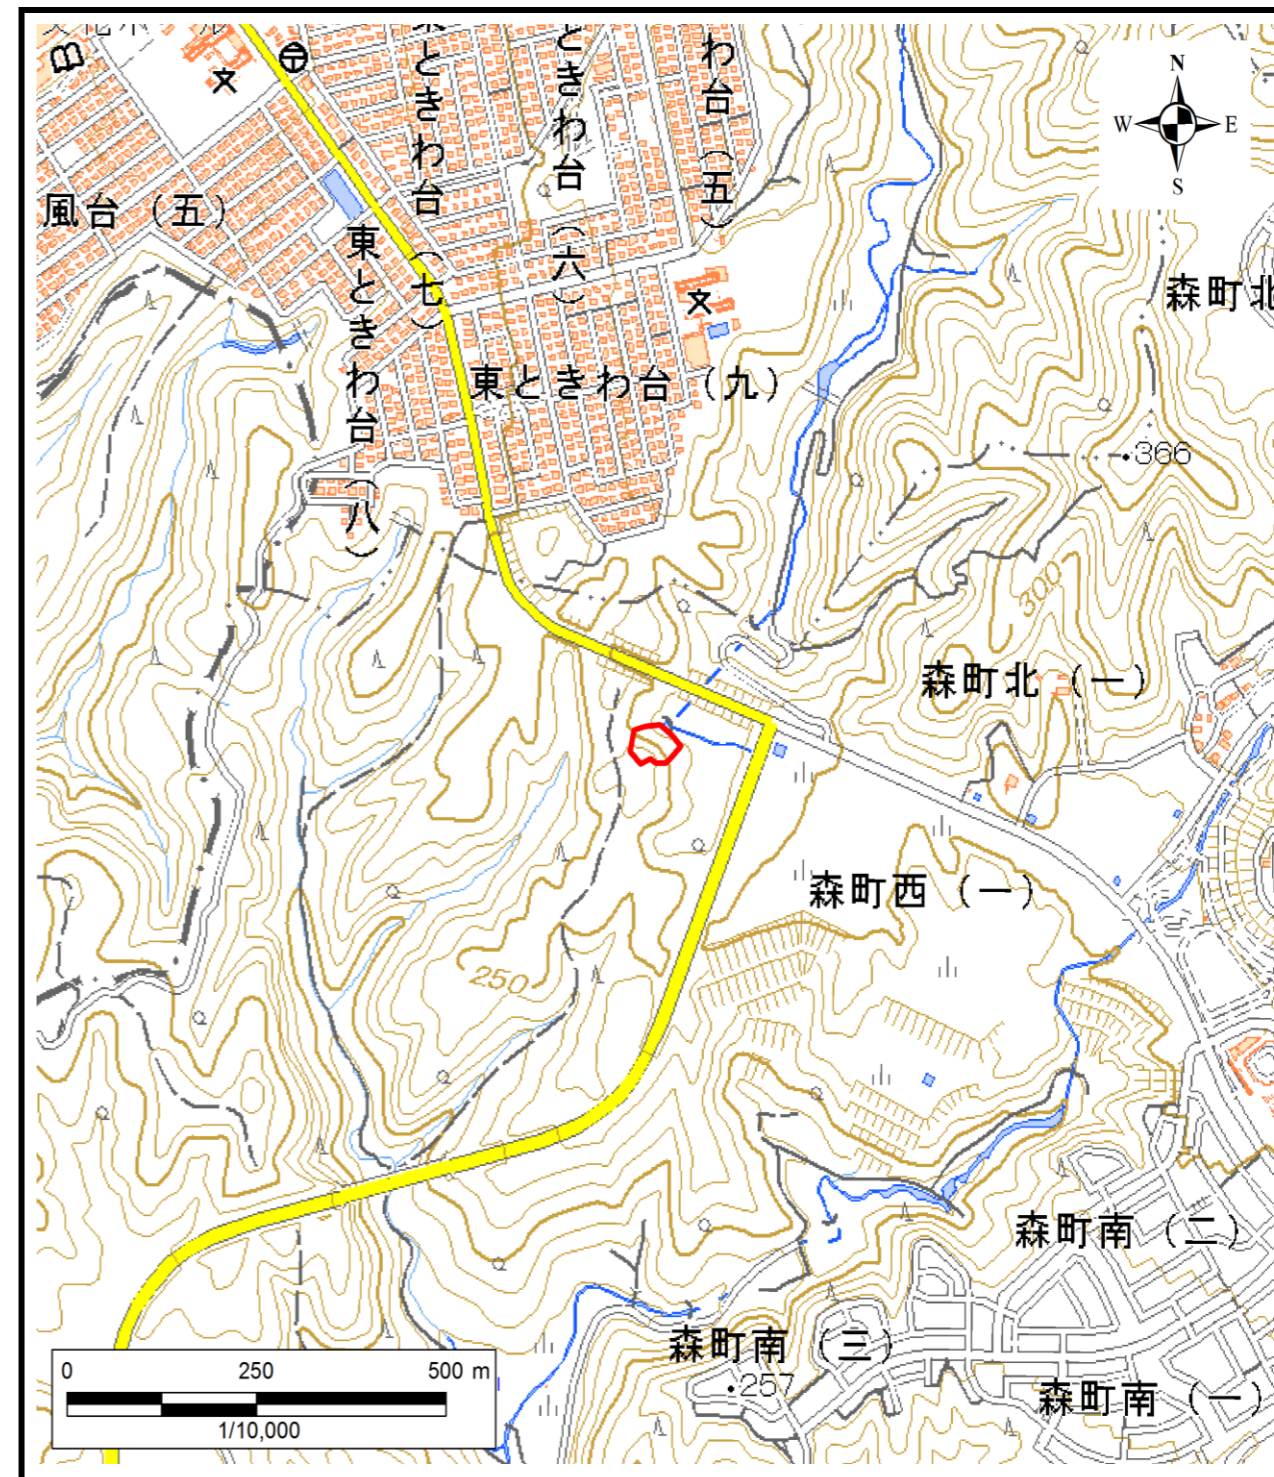 東ときわ台（七）
ときわ台（六）
わ台（五）
風台（五）
東ときわ台（八）
東ときわ台（九）
N
W
E
S
森町北
366
300
森町北（一）
森町西（一）
250
森町南（二）
森町南（三）
257
森町南（一）
0
250
500 m
1/10,000